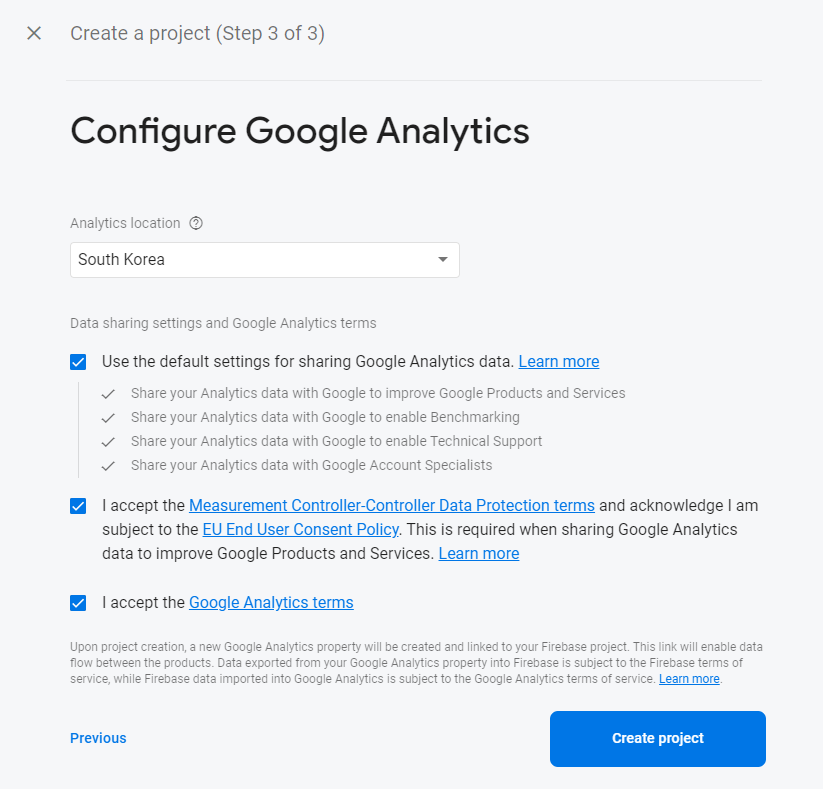 Create a project (Step 3 of 3)
Configure Google Analytics
Analytics location
South Korea
Data sharing settings and Google Analytics terms
Use the default settings for sharing Google Analytics data. Learn more
Share your Analytics data with Google to improve Google Products and Services
Share your Analytics data with Google to enable Benchmarking
Share your Analytics data with Google to enable Technical Support
Share your Analytics data with Google Account Specialists
I accept the Measurement Controller-Controller Data Protection terms and acknowledge I am
subject to the EU End User Consent Policy. This is required when sharing Google Analytics
data to improve Google Products and Services. Learn more
I accept the Google Analytics terms
Upon project creation, a new Google Analytics property will be created and linked to your Firebase project. This link will enable data
flow between the products. Data exported from your Google Analytics property into Firebase is subject to the Firebase terms of
service, while Firebase data imported into Google Analytics is subject to the Google Analytics terms of service. Learn more.
Previous
Create project